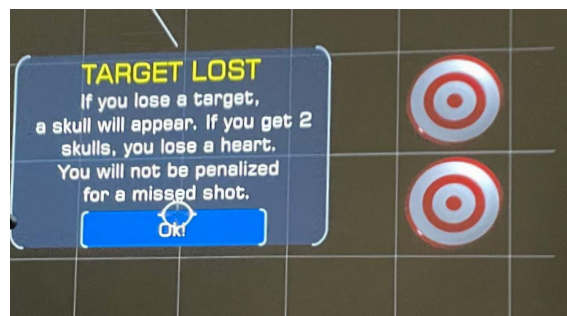 TARGET LOST
If you lose a target,
a skull will appear. If you get 2
skulls, you lose a heart.
You will not be penalized
for a missed shot.
Ok!